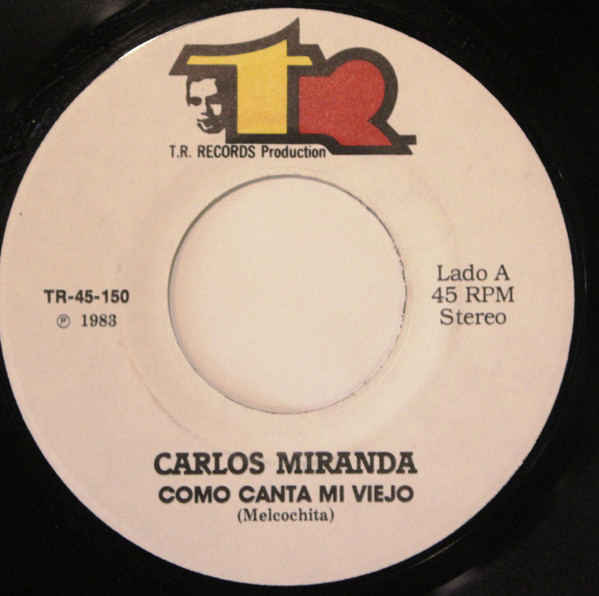 TR
T.R. RECORDS Production
TR-45-150
℗ 1983
Lado A
45 RPM
Stereo
CARLOS MIRANDA
COMO CANTA MI VIEJO
(Melcochita)